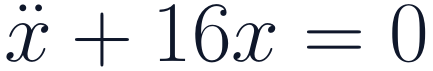 ẍ + 16x = 0